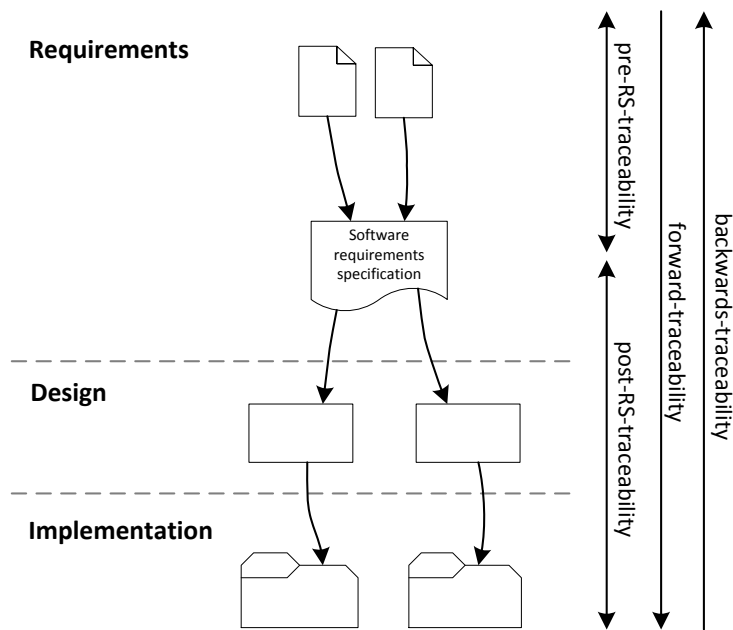 Requirements
Software
requirements
specification
Design
Implementation
pre-RS-traceability
post-RS-traceability
forward-traceability
backwards-traceability